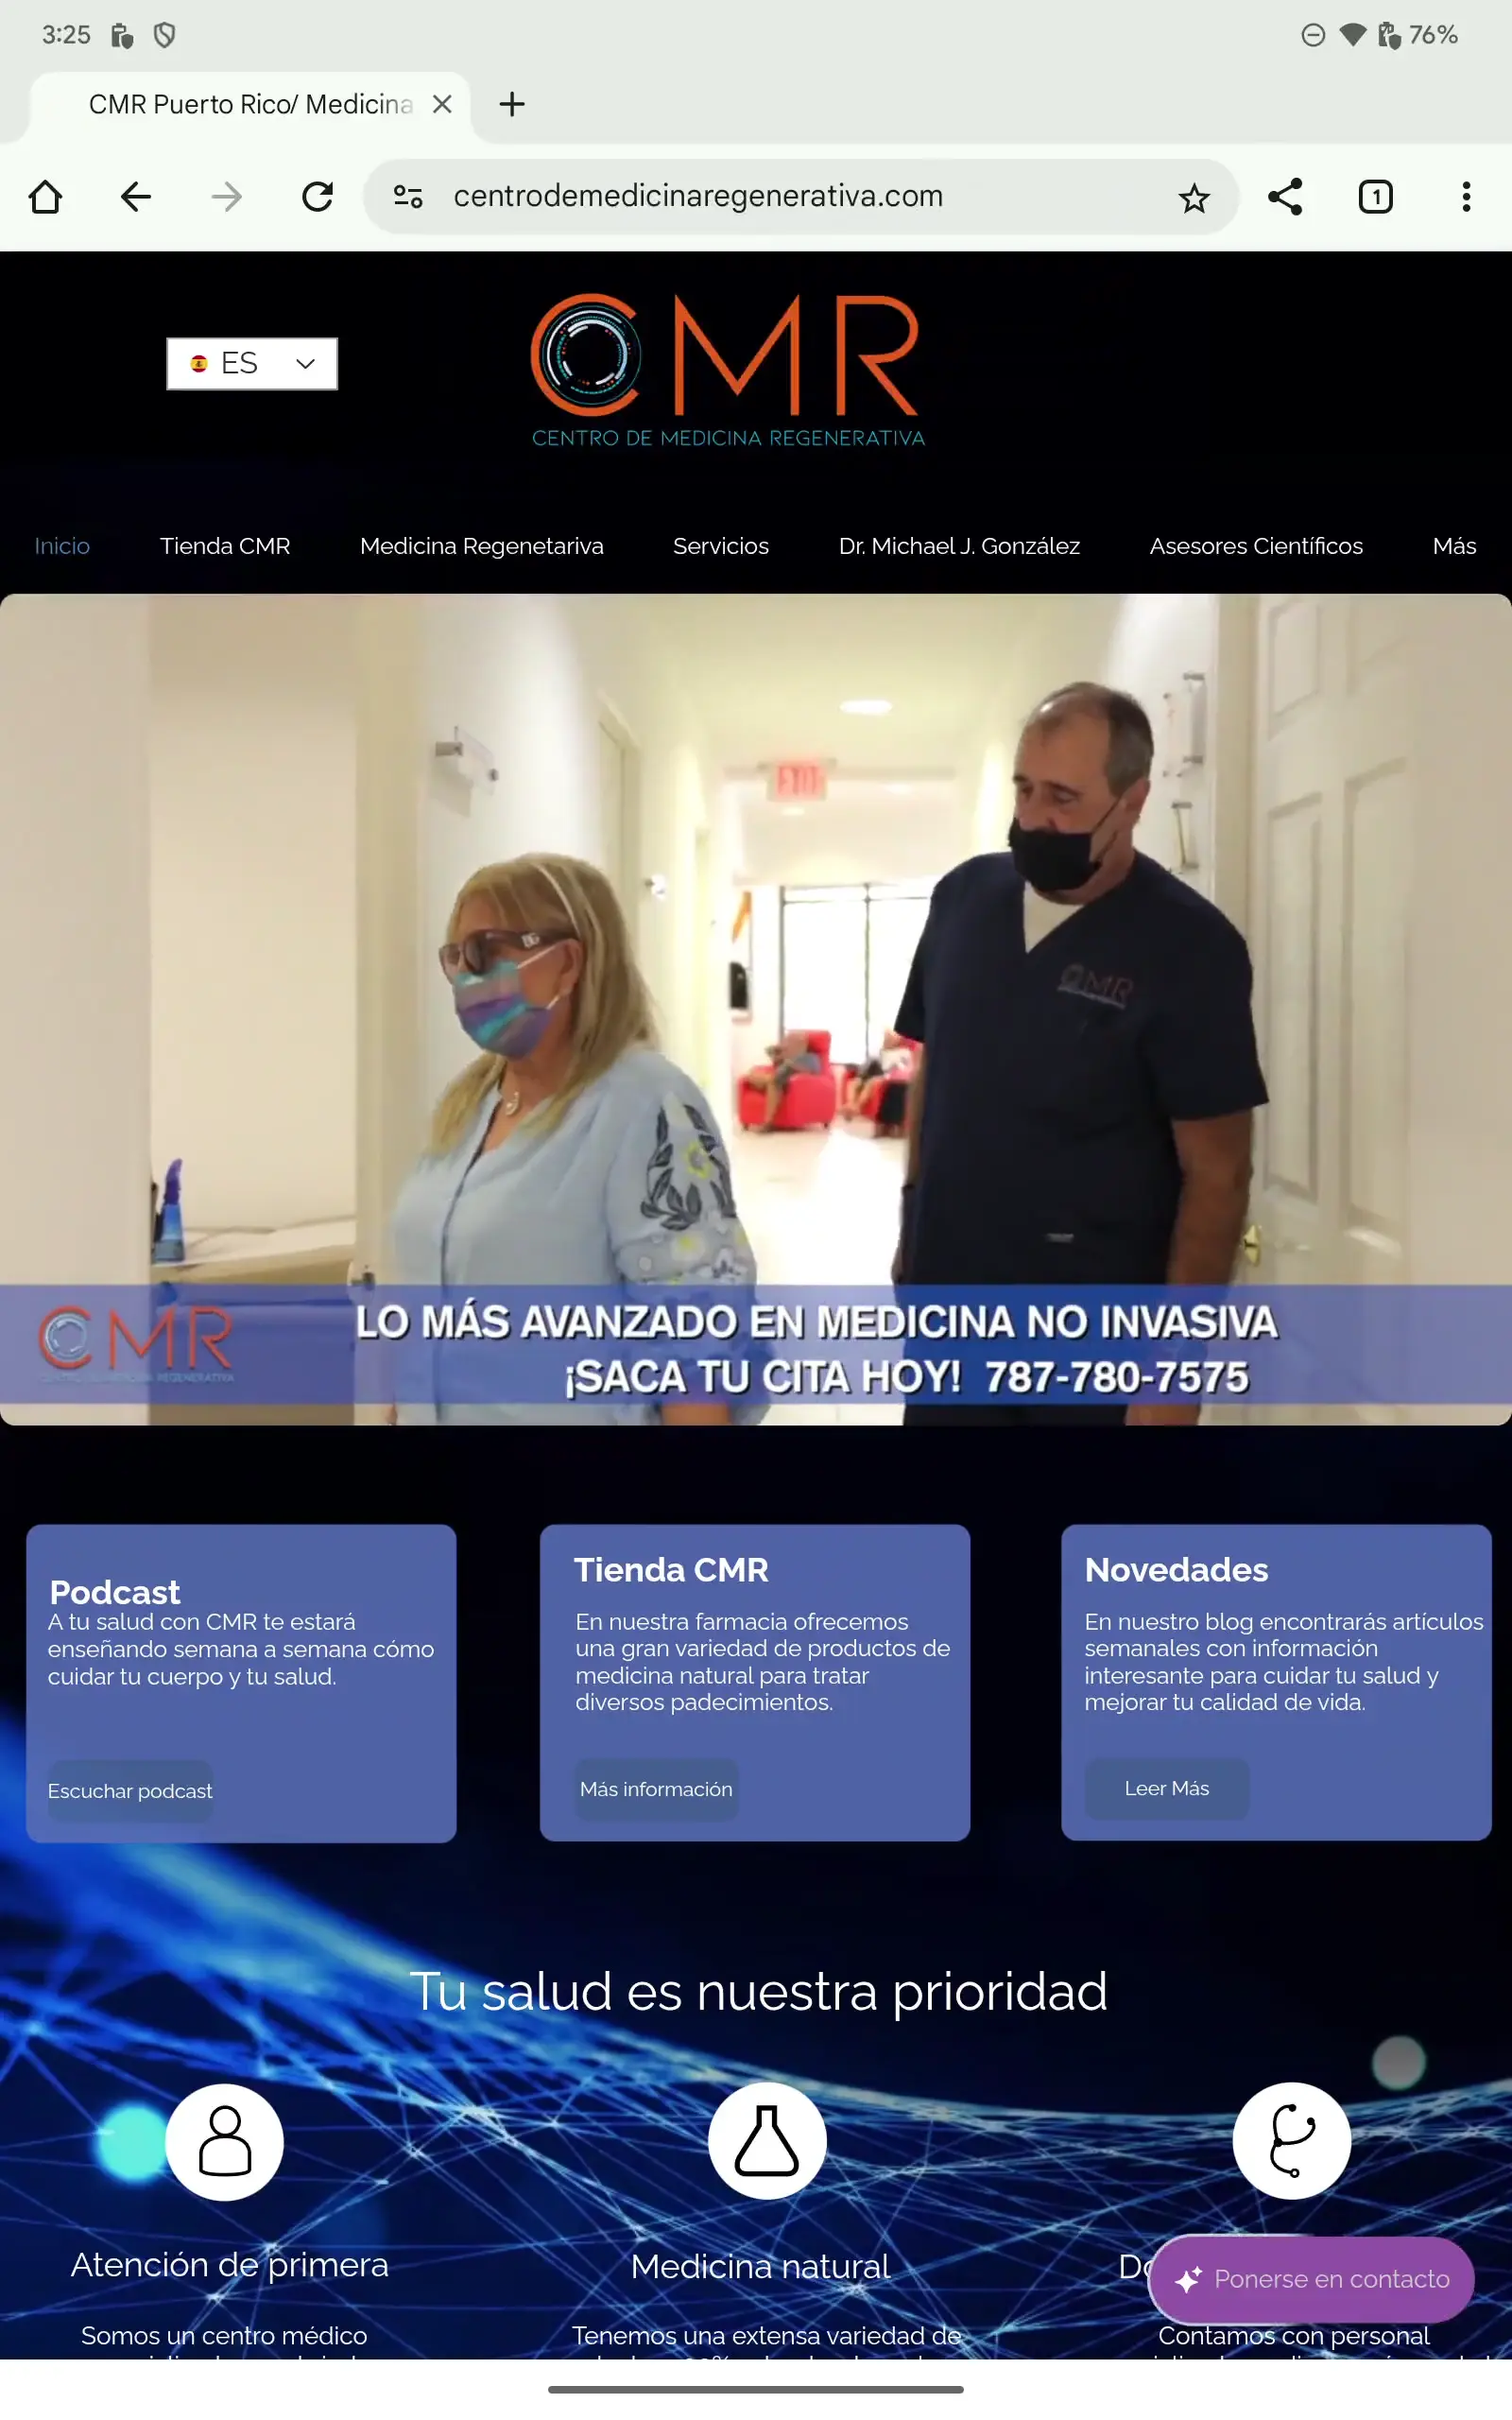 3:25
76%
CMR Puerto Rico/ Medicina
centrodemedicinaregenerativa.com
1
ES
CMR
CENTRO DE MEDICINA REGENERATIVA
Inicio
Tienda CMR
Medicina Regenetariva
Servicios
Dr. Michael J. González
Asesores Científicos
Más
EXIT
CMR
CMR
CENTRO DE MEDICINA REGENERATIVA
LO MÁS AVANZADO EN MEDICINA NO INVASIVA
¡SACA TU CITA HOY! 787-780-7575
Podcast
A tu salud con CMR te estará
enseñando semana a semana cómo
cuidar tu cuerpo y tu salud.
Escuchar podcast
Tienda CMR
En nuestra farmacia ofrecemos
una gran variedad de productos de
medicina natural para tratar
diversos padecimientos.
Más información
Novedades
En nuestro blog encontrarás artículos
semanales con información
interesante para cuidar tu salud y
mejorar tu calidad de vida.
Leer Más
Tu salud es nuestra prioridad
Atención de primera
Somos un centro médico
Medicina natural
Tenemos una extensa variedad de
Ponerse en contacto
Contamos con personal